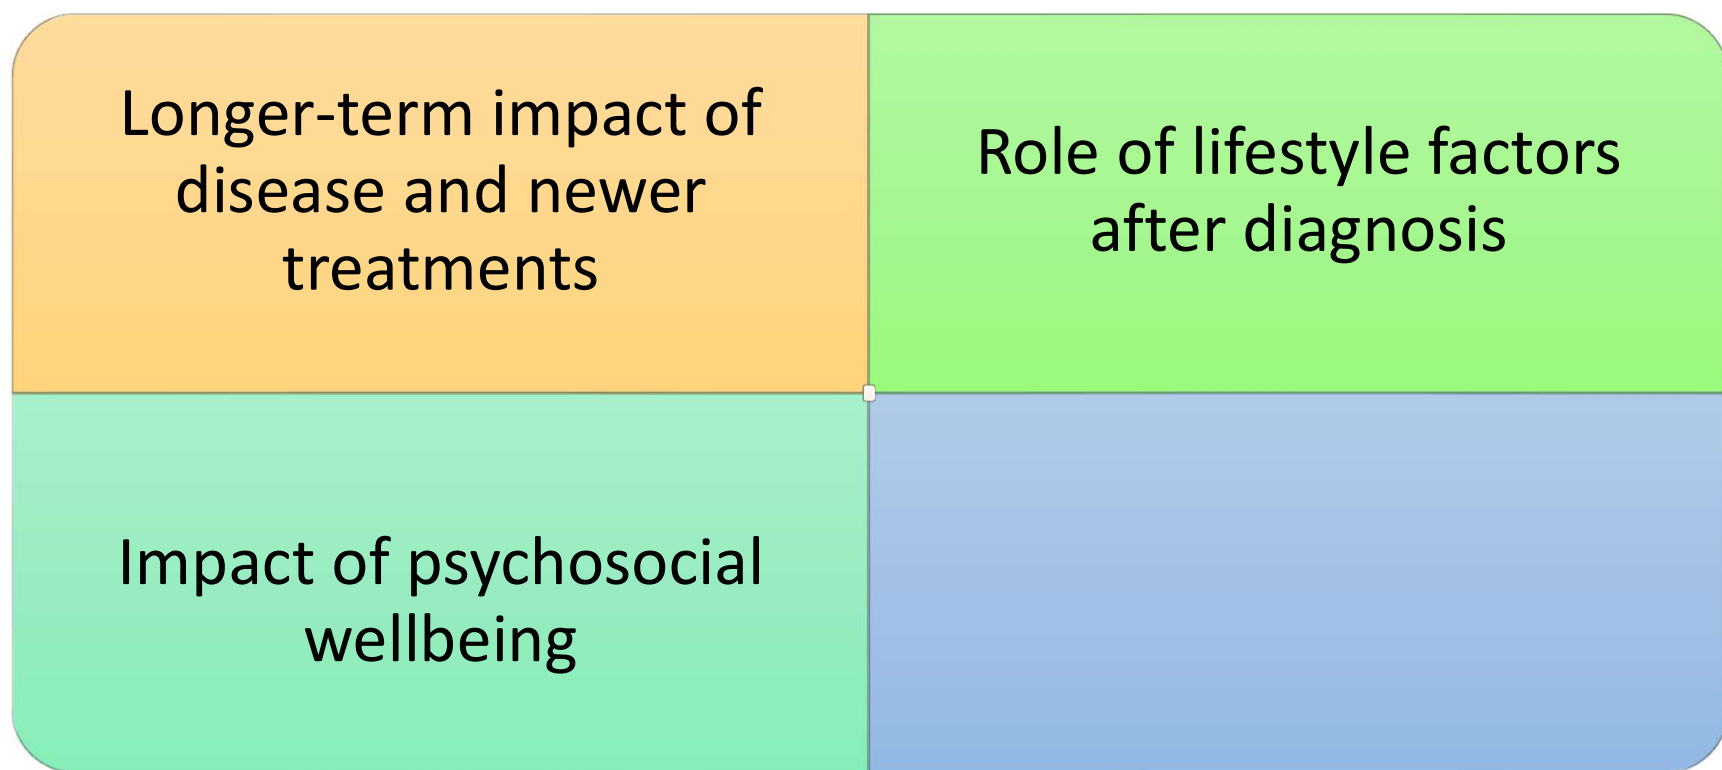 Longer-term impact of
disease and newer
treatments
Role of lifestyle factors
after diagnosis
Impact of psychosocial
wellbeing